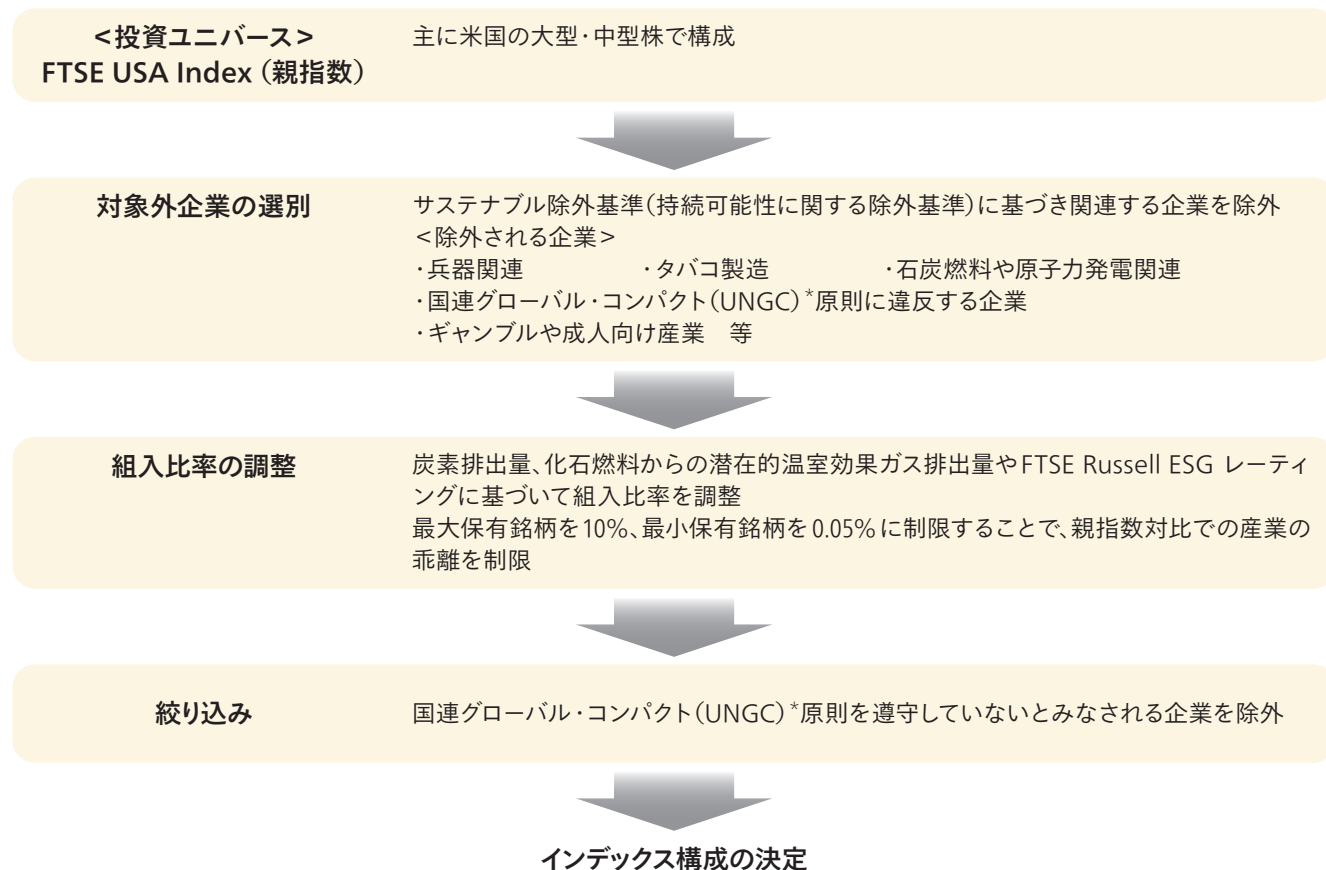 <投資ユニバース>
FTSE USA Index（親指数）
主に米国の大型・中型株で構成
対象外企業の選別
サステナブル除外基準（持続可能性に関する除外基準）に基づき関連する企業を除外
<除外される企業>
・兵器関連 ・タバコ製造 ・石炭燃料や原子力発電関連
・国連グローバル・コンパクト（UNGC）*原則に違反する企業
・ギャンブルや成人向け産業 等
組入比率の調整
炭素排出量、化石燃料からの潜在的温室効果ガス排出量やFTSE Russell ESG レーティ
ングに基づいて組入比率を調整
最大保有銘柄を10%、最小保有銘柄を0.05%に制限することで、親指数対比での産業の
乖離を制限
絞り込み
国連グローバル・コンパクト（UNGC）*原則を遵守していないとみなされる企業を除外
インデックス構成の決定